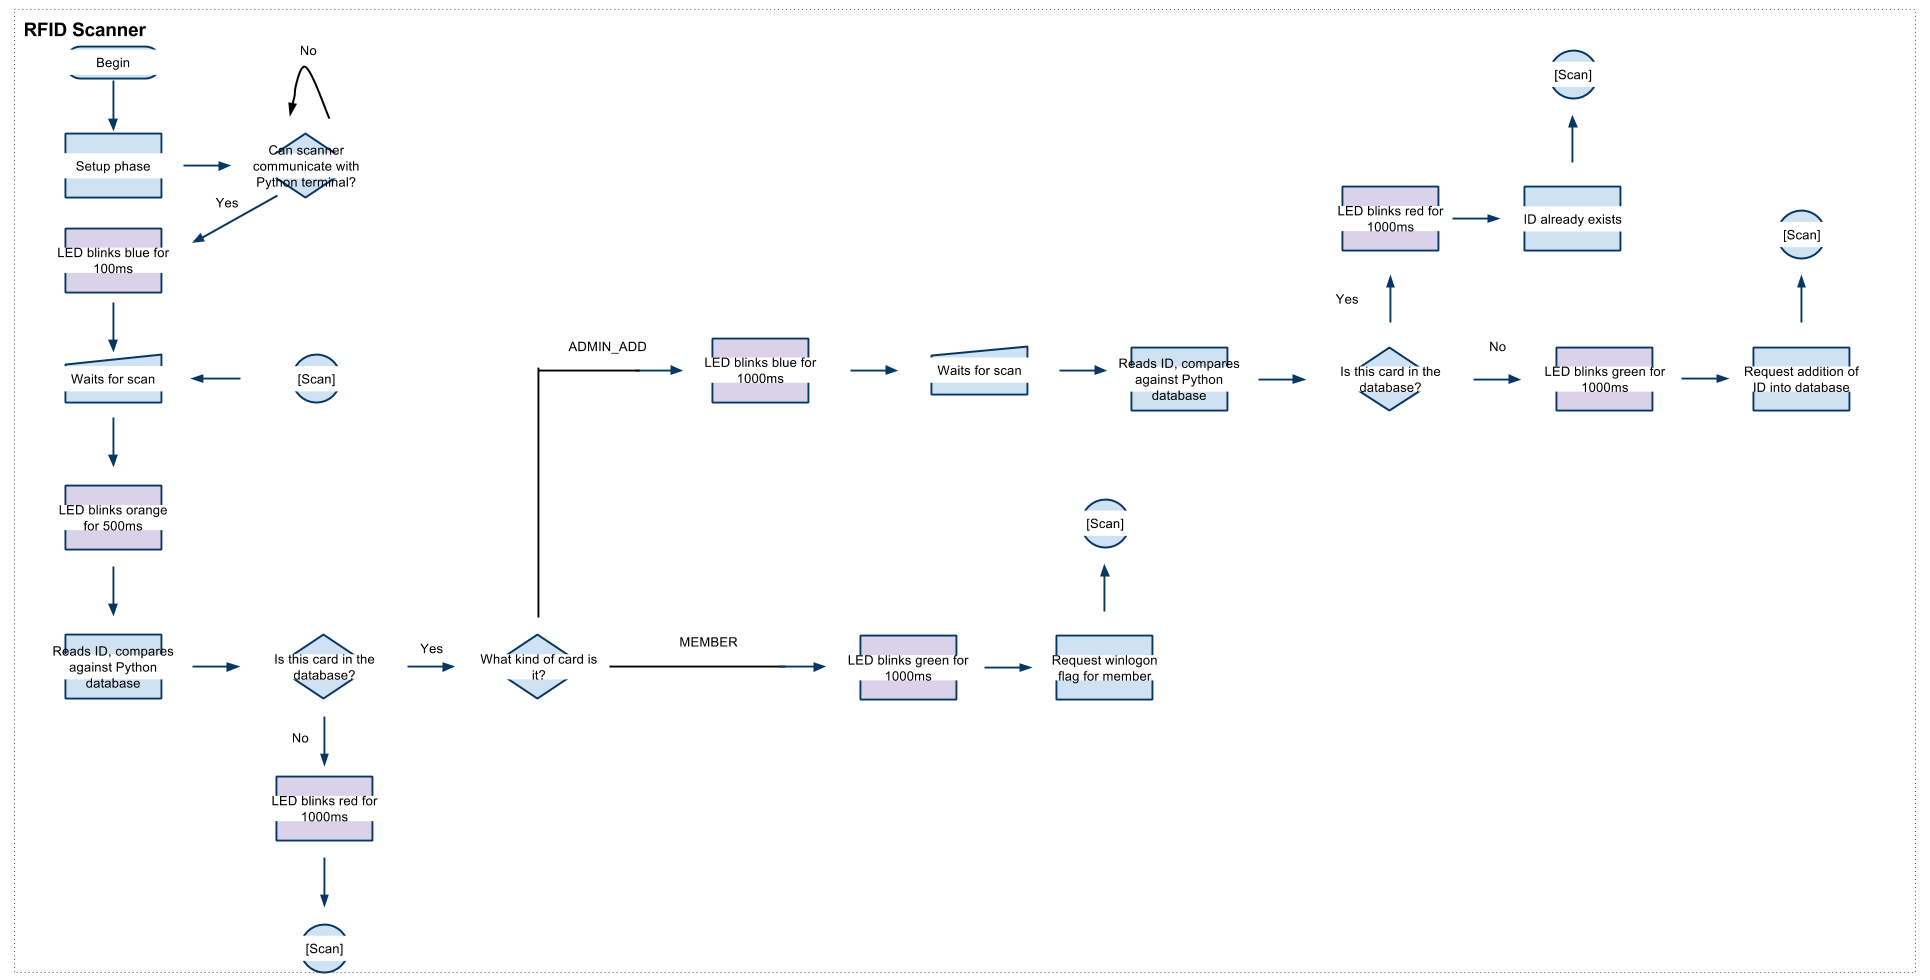 RFID Scanner
Begin
No
Setup phase
Can scanner
communicate with
Python terminal?
Yes
LED blinks blue for
100ms
Waits for scan
[Scan]
LED blinks orange
for 500ms
Reads ID, compares
against Python
database
Is this card in the
database?
Yes
What kind of card is
it?
No
LED blinks red for
1000ms
[Scan]
ADMIN_ADD
LED blinks blue for
1000ms
Waits for scan
Reads ID, compares
against Python
database
Is this card in the
database?
Yes
LED blinks red for
1000ms
ID already exists
[Scan]
No
LED blinks green for
1000ms
Request addition of
ID into database
[Scan]
MEMBER
LED blinks green for
1000ms
Request winlogon
flag for member
[Scan]